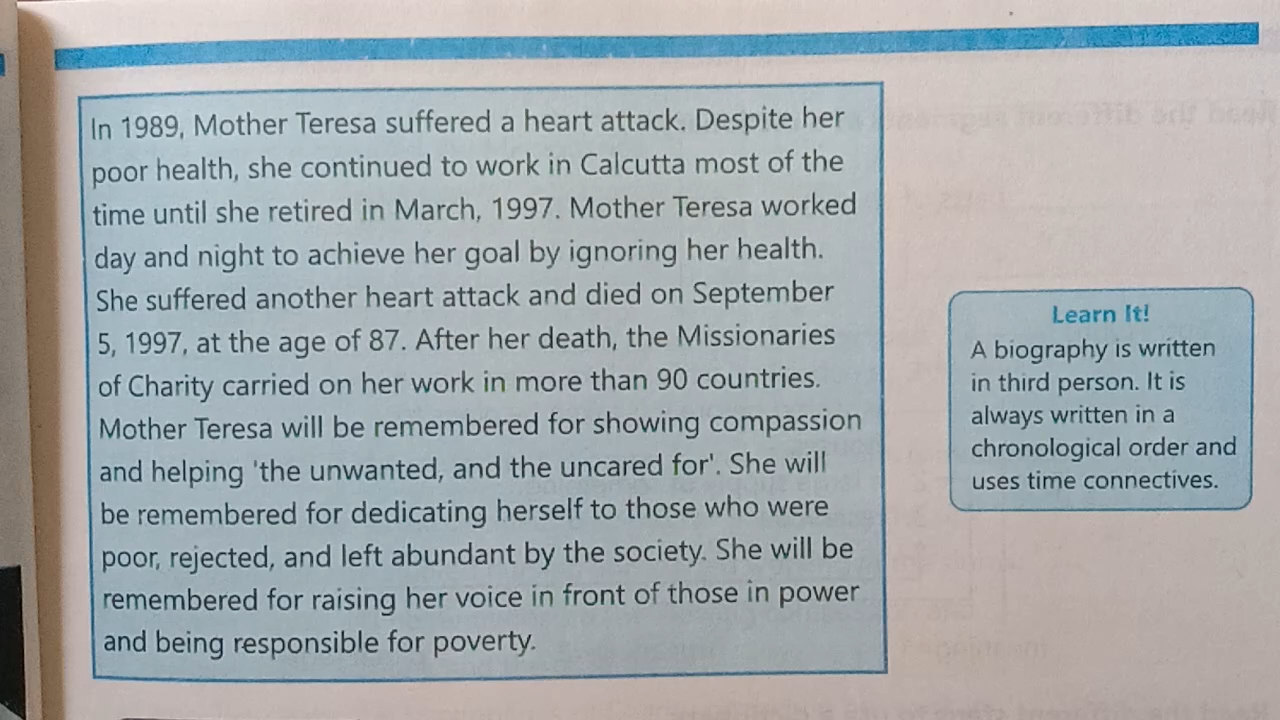 In 1989, Mother Teresa suffered a heart attack. Despite her
poor health, she continued to work in Calcutta most of the
time until she retired in March, 1997. Mother Teresa worked
day and night to achieve her goal by ignoring her health.
She suffered another heart attack and died on September
5, 1997, at the age of 87. After her death, the Missionaries
of Charity carried on her work in more than 90 countries.
Mother Teresa will be remembered for showing compassion
and helping 'the unwanted, and the uncared for'. She will
be remembered for dedicating herself to those who were
poor, rejected, and left abundant by the society. She will be
remembered for raising her voice in front of those in power
and being responsible for poverty.
Learn It!
A biography is written
in third person. It is
always written in a
chronological order and
uses time connectives.